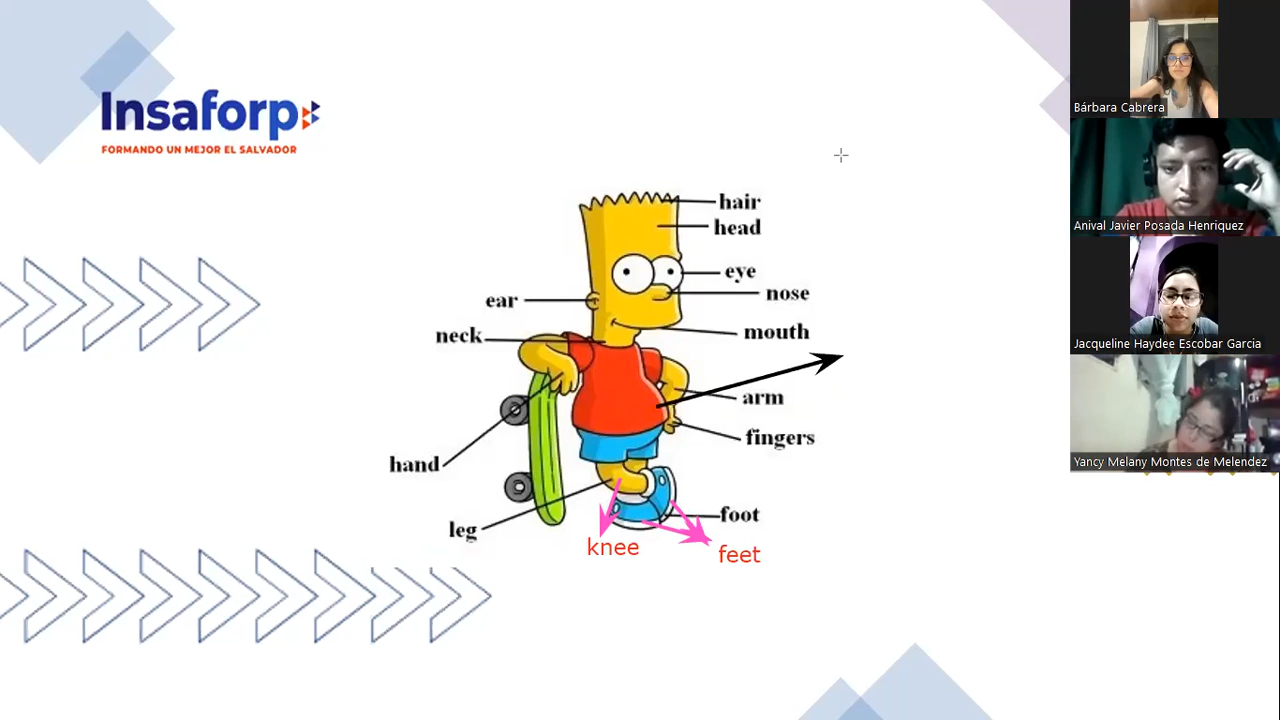 Insaforp
FORMANDO UN MEJOR EL SALVADOR
hair
head
eye
nose
ear
neck
mouth
arm
fingers
hand
leg
foot
knee
feet
Bárbara Cabrera
Anival Javier Posada Henriquez
Jacqueline Haydee Escobar Garcia
Yancy Melany Montes de Melendez